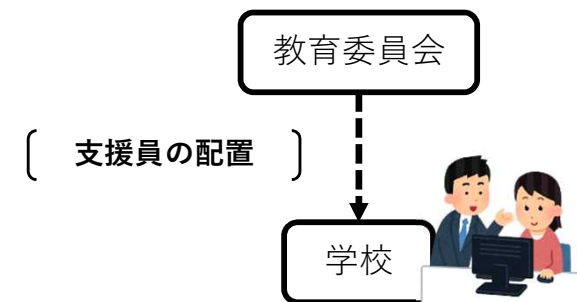 教育委員会
〔 支援員の配置 〕
学校